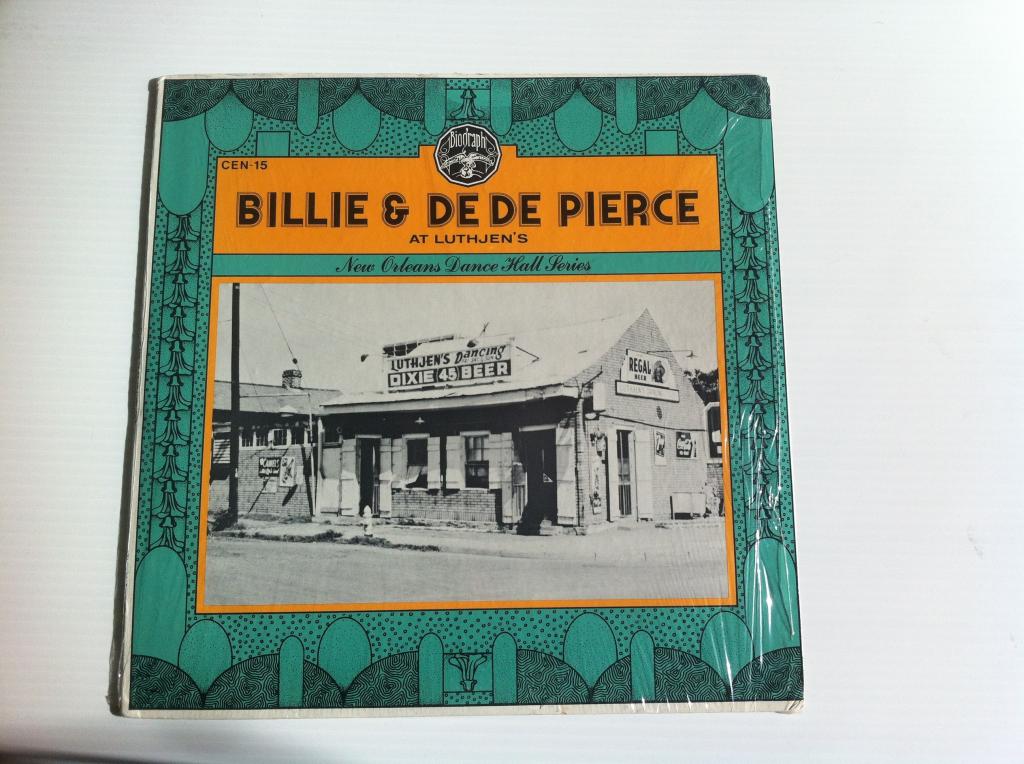 Biograph
CEN-15
BILLIE & DE DE PIERCE
AT LUTHJEN'S
New Orleans Dance Hall Series
LUTHJEN'S Dancing
DIXIE 45 BEER
REGAL
BEER